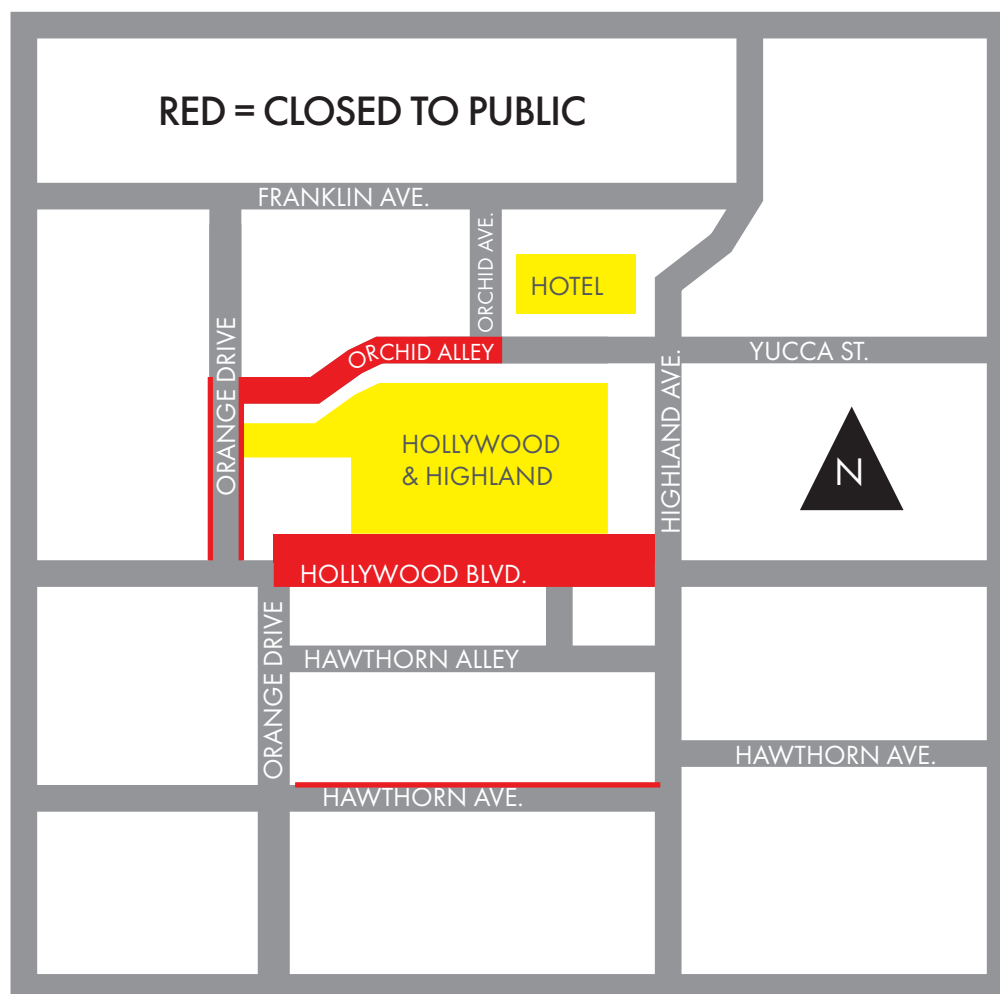 RED = CLOSED TO PUBLIC
FRANKLIN AVE.
ORCHID AVE.
HOTEL
ORANGE DRIVE
ORCHID ALLEY
YUCCA ST.
HIGHLAND AVE.
HOLLYWOOD
& HIGHLAND
N
HOLLYWOOD BLVD.
ORANGE DRIVE
HAWTHORN ALLEY
HAWTHORN AVE.
HAWTHORN AVE.